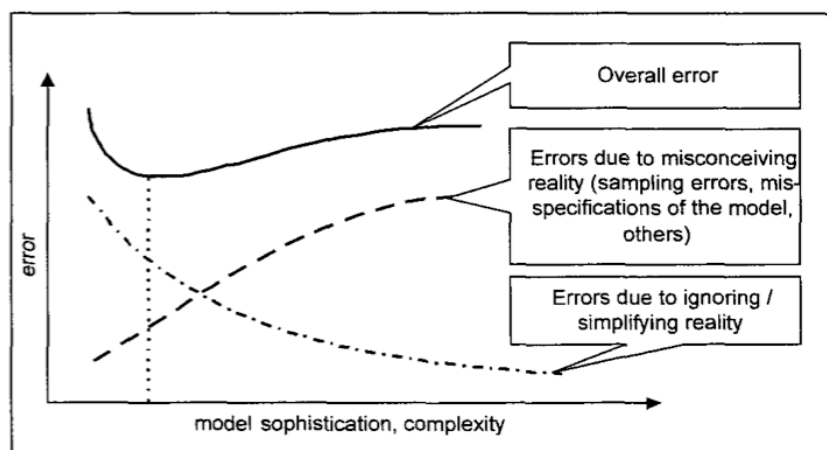 Overall error
Errors due to misconceiving
reality (sampling errors, mis-
specifications of the model,
others)
Errors due to ignoring /
simplifying reality
error
model sophistication, complexity